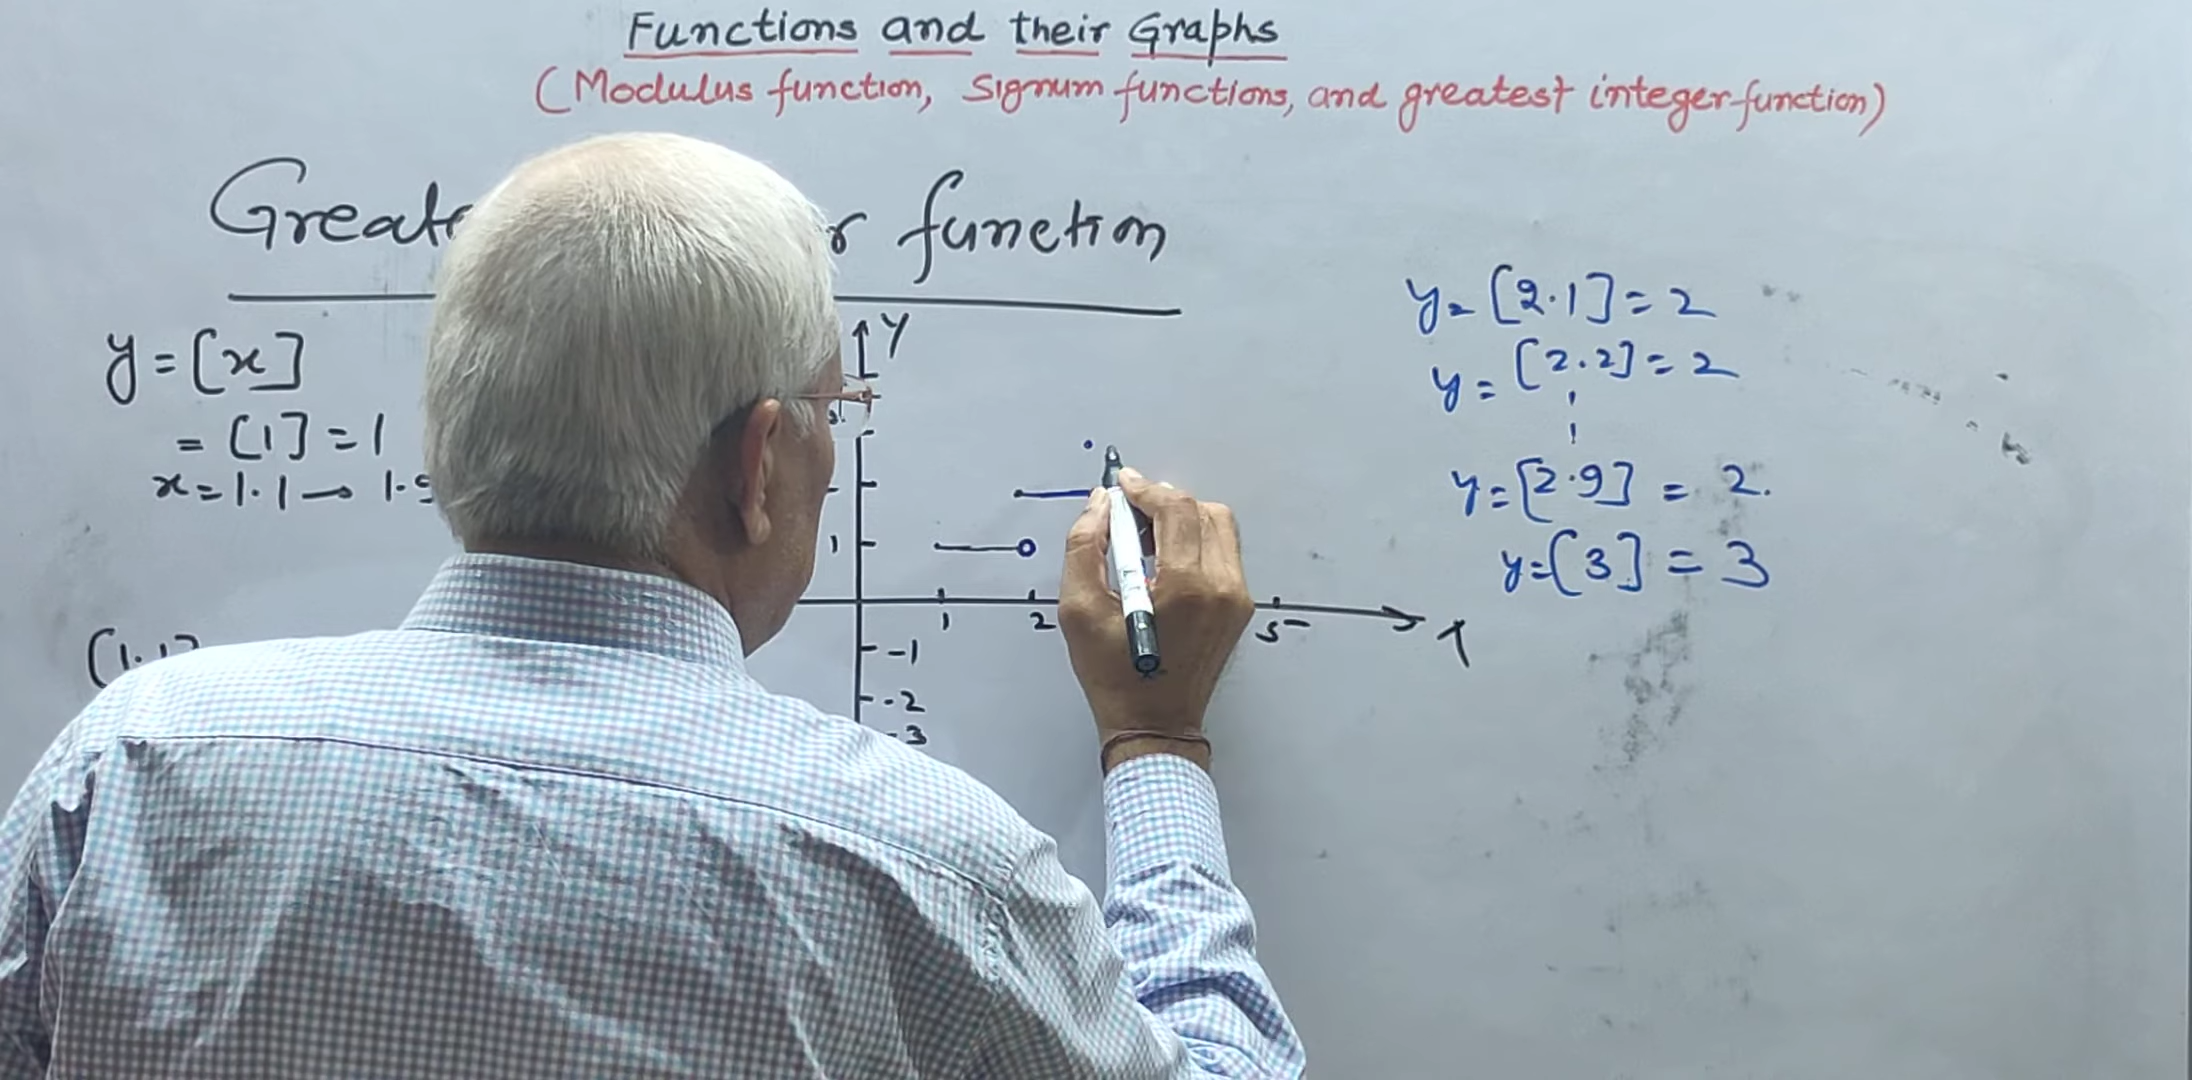 Functions and their Graphs
(Modulus function, Signum functions, and greatest integer function)
function
y = [x]
= [1] = 1
x = 1.1 → 1.9
Y
1
1 2 5 X
-1
-2
-3
y = [2.1] = 2
y = [2.2] = 2
y = [2.9] = 2.
y = [3] = 3